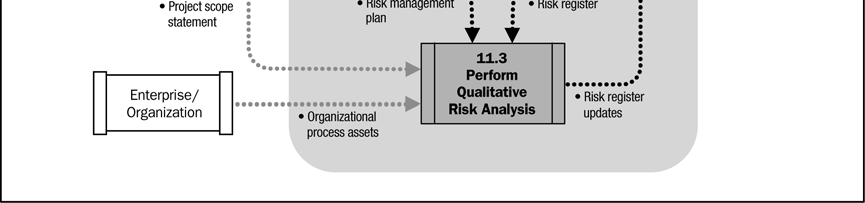 • Project scope
statement
• Risk management
plan
• Risk register
11.3
Perform
Qualitative
Risk Analysis
Enterprise/
Organization
• Organizational
process assets
• Risk register
updates